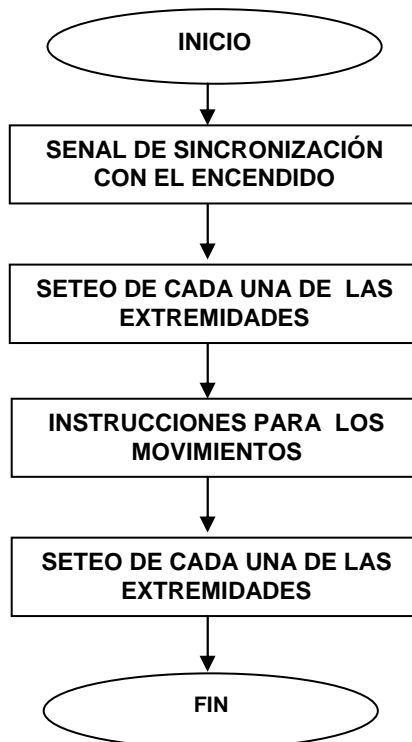 INICIO
SENAL DE SINCRONIZACIÓN
CON EL ENCENDIDO
SETEO DE CADA UNA DE LAS
EXTREMIDADES
INSTRUCCIONES PARA LOS
MOVIMIENTOS
SETEO DE CADA UNA DE LAS
EXTREMIDADES
FIN